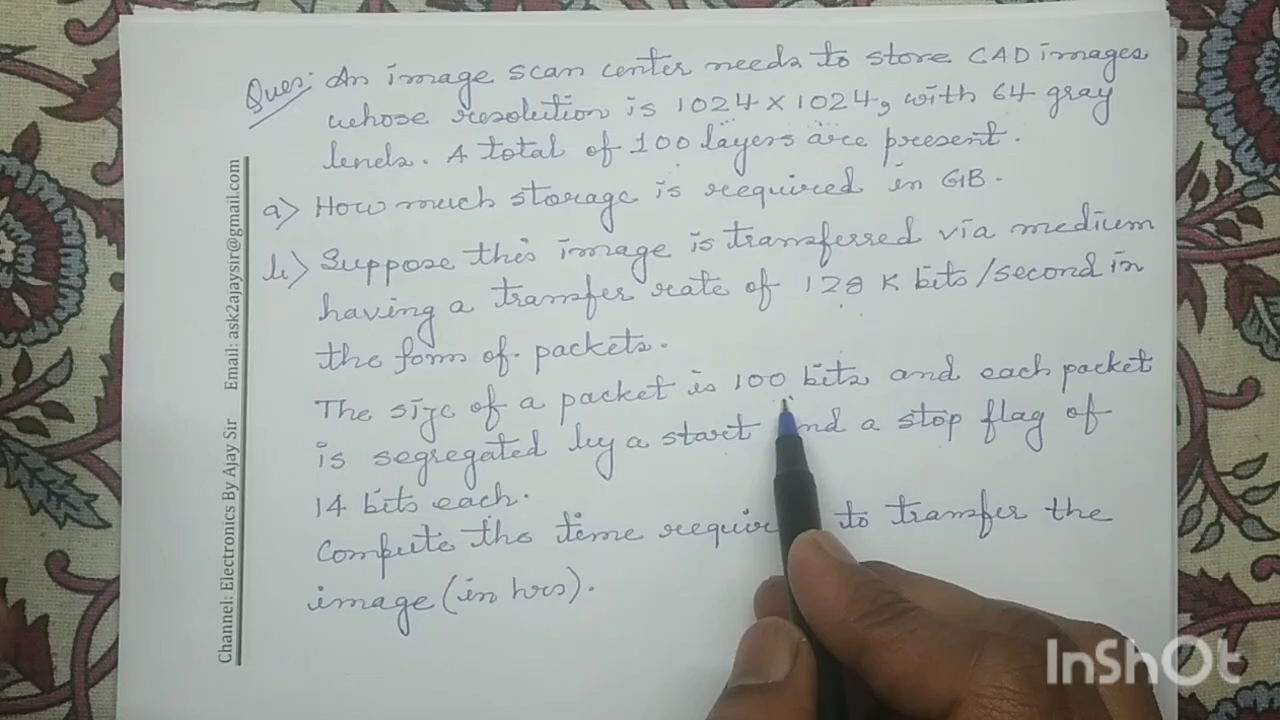 Ques: An image scan center needs to store CAD images
whose resolution is 1024 × 1024, with 64 gray
levels. A total of 100 layers are present.
a) How much storage is required in GB.
b) Suppose this image is transferred via medium
having a transfer rate of 128 K bits/second in
the form of packets.
The size of a packet is 100 bits and each packet
is segregated by a start and a stop flag of
14 bits each.
Compute the time to transfer the
image (in hrs).
Channel: Electronics By Ajay Sir Email: ask2ajaysir@gmail.com
InShOt